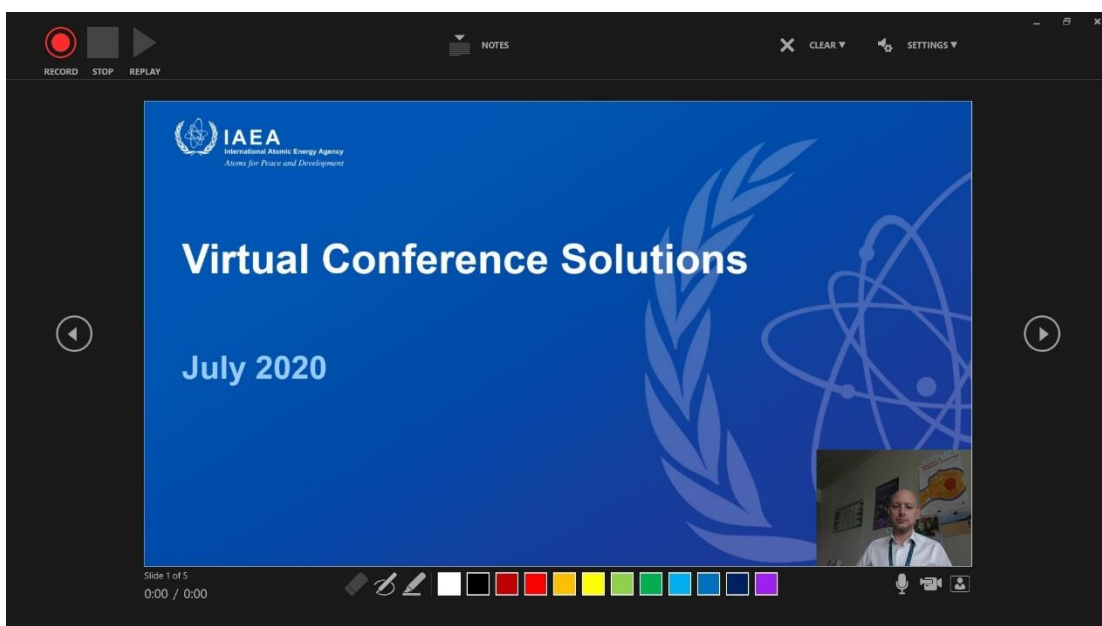 RECORD STOP REPLAY
NOTES
CLEAR
SETTINGS
IAEA
International Atomic Energy Agency
Atoms for Peace and Development
Virtual Conference Solutions
July 2020
Slide 1 of 5
0:00 / 0:00